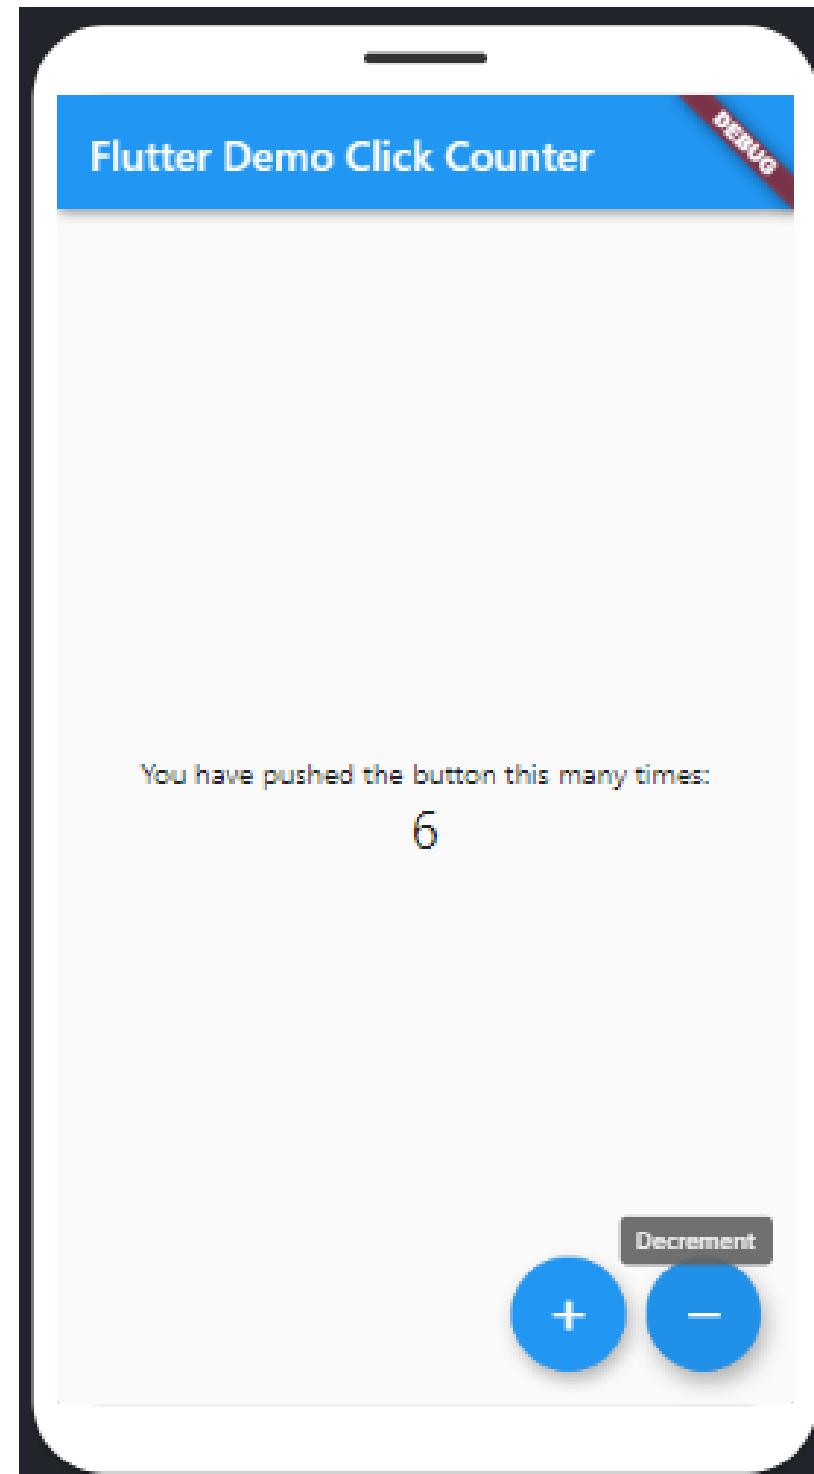 Flutter Demo Click Counter
DEBUG
You have pushed the button this many times:
6
Decrement
+ −